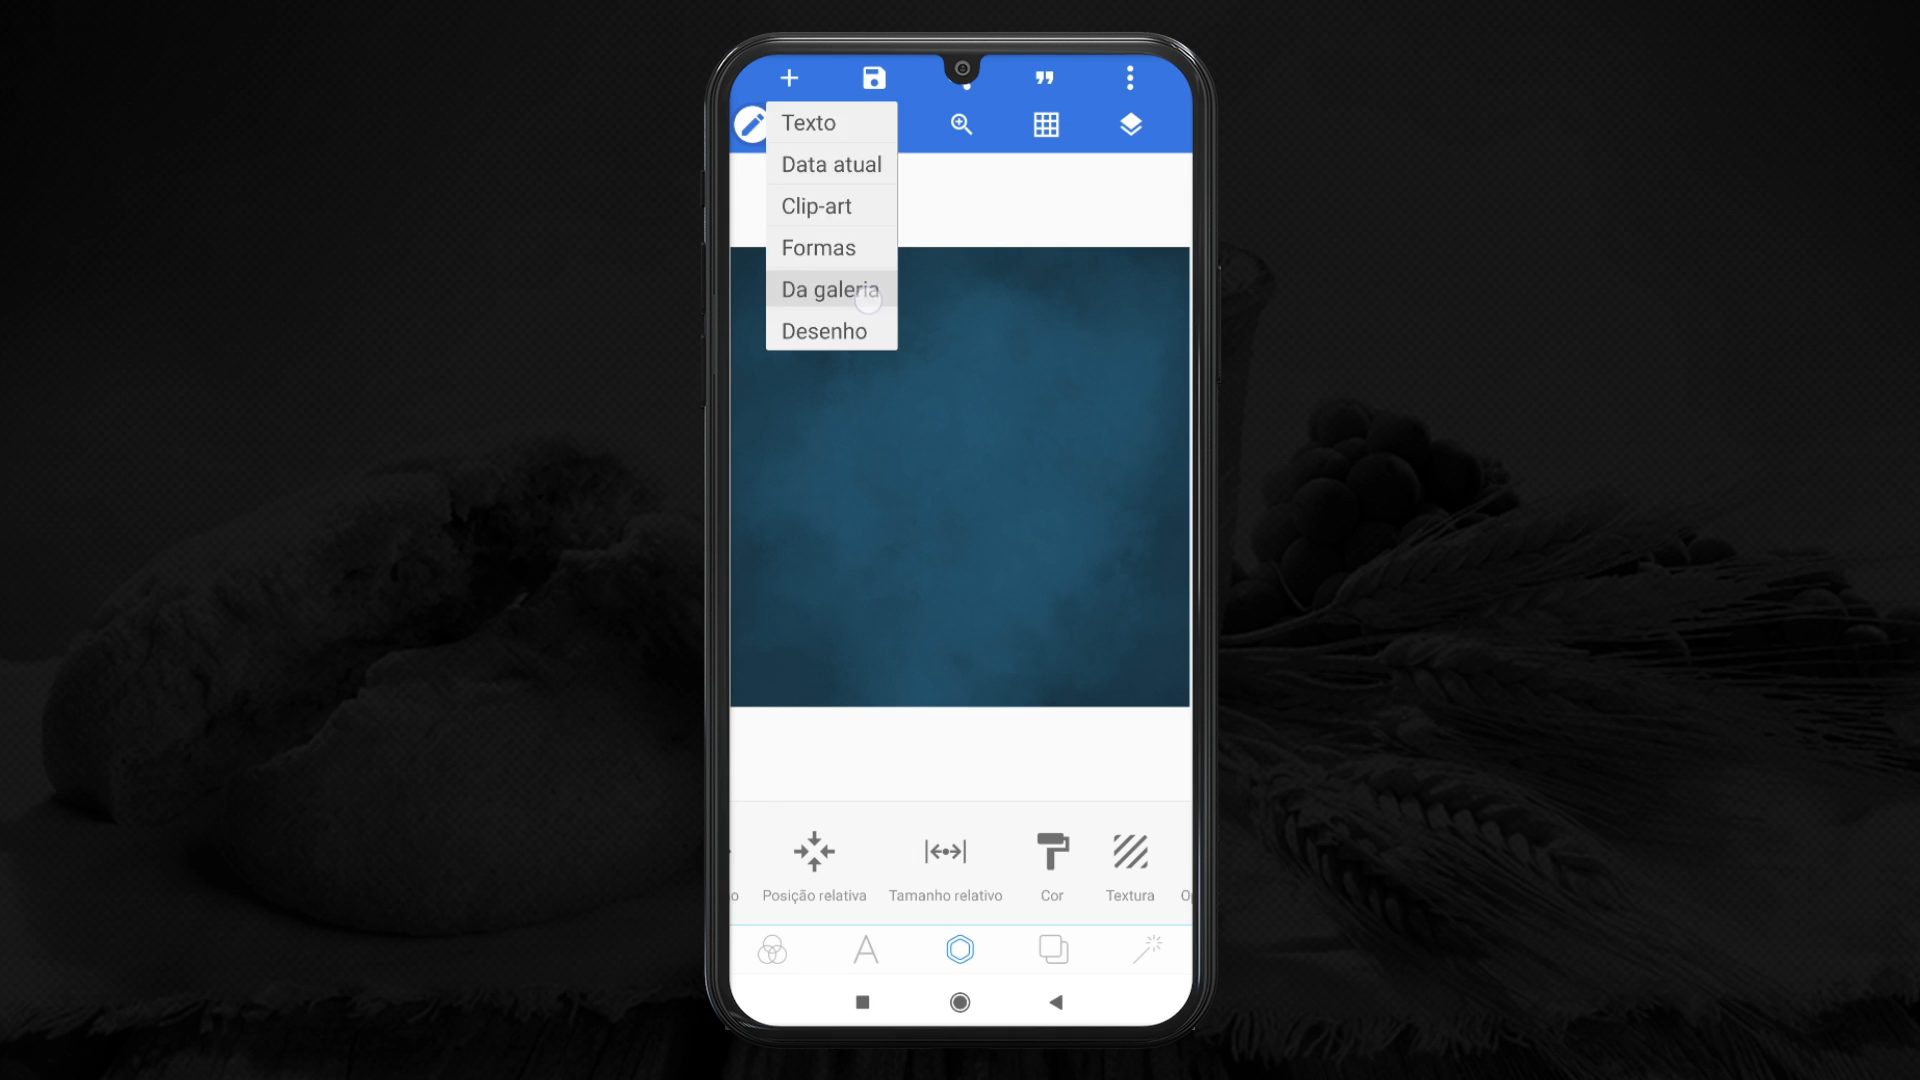 Texto
Data atual
Clip-art
Formas
Da galeria
Desenho
Posição relativa
Tamanho relativo
Cor
Textura